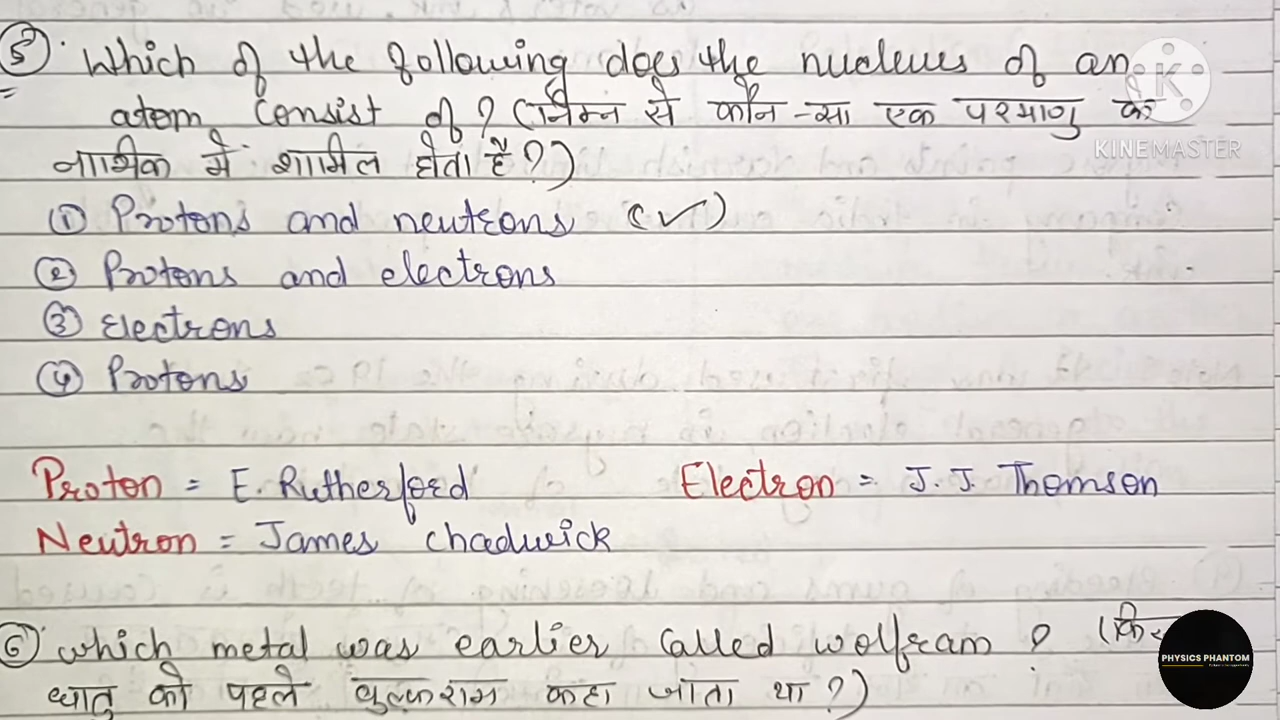 ⑤ Which of the following does the nucleus of an
atom consist of? (निम्न से कौन-सा एक परमाणु के
नाभिक में शामिल होता है?)
① Protons and neutrons (✓)
② Protons and electrons
③ Electrons
④ Protons
Proton = E. Rutherford Electron = J. J. Thomson
Neutron = James Chadwick
⑥ which metal was earlier called wolfram ? (किस
धातु को पहले वुल्फराम कहा जाता था?)
K
KINEMASTER
PHYSICS PHANTOM